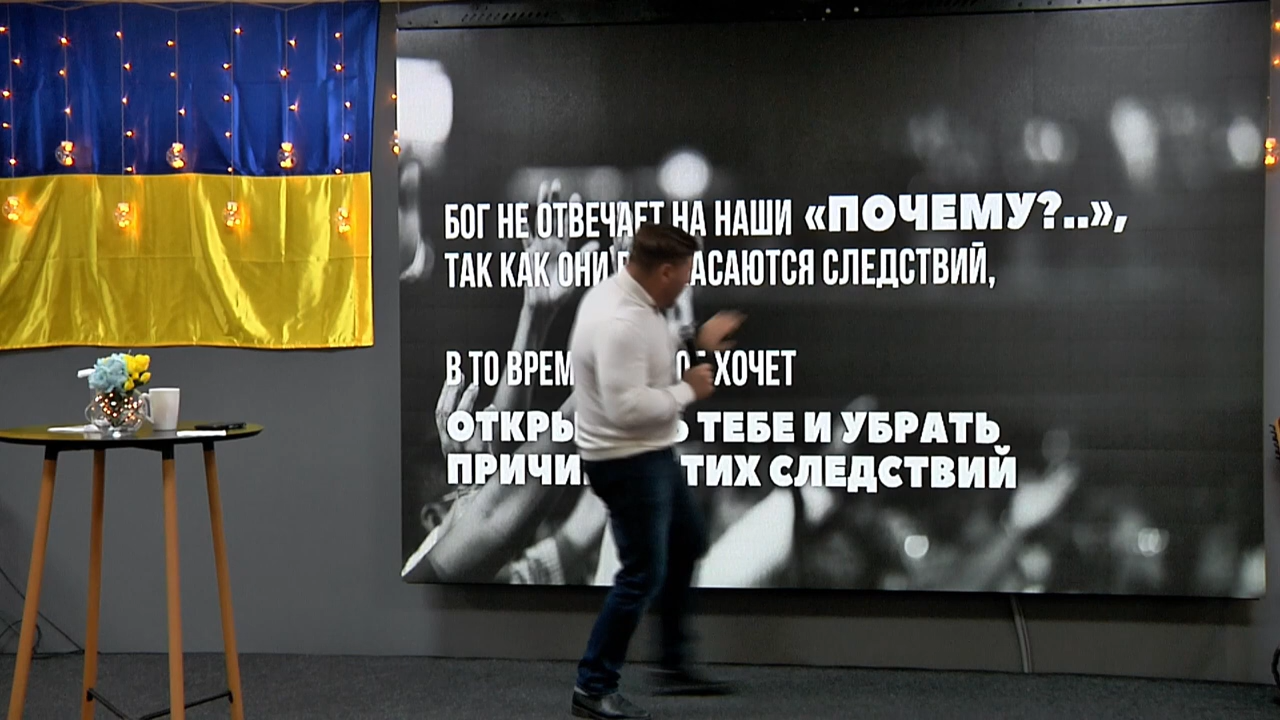 БОГ НЕ ОТВЕЧАЕТ НА НАШИ «ПОЧЕМУ?..»,
ТАК КАК ОНИ СЛЕДСТВИЙ,
В ТО ХОЧЕТ
ТЕБЕ И УБРАТЬ
СЛЕДСТВИЙ